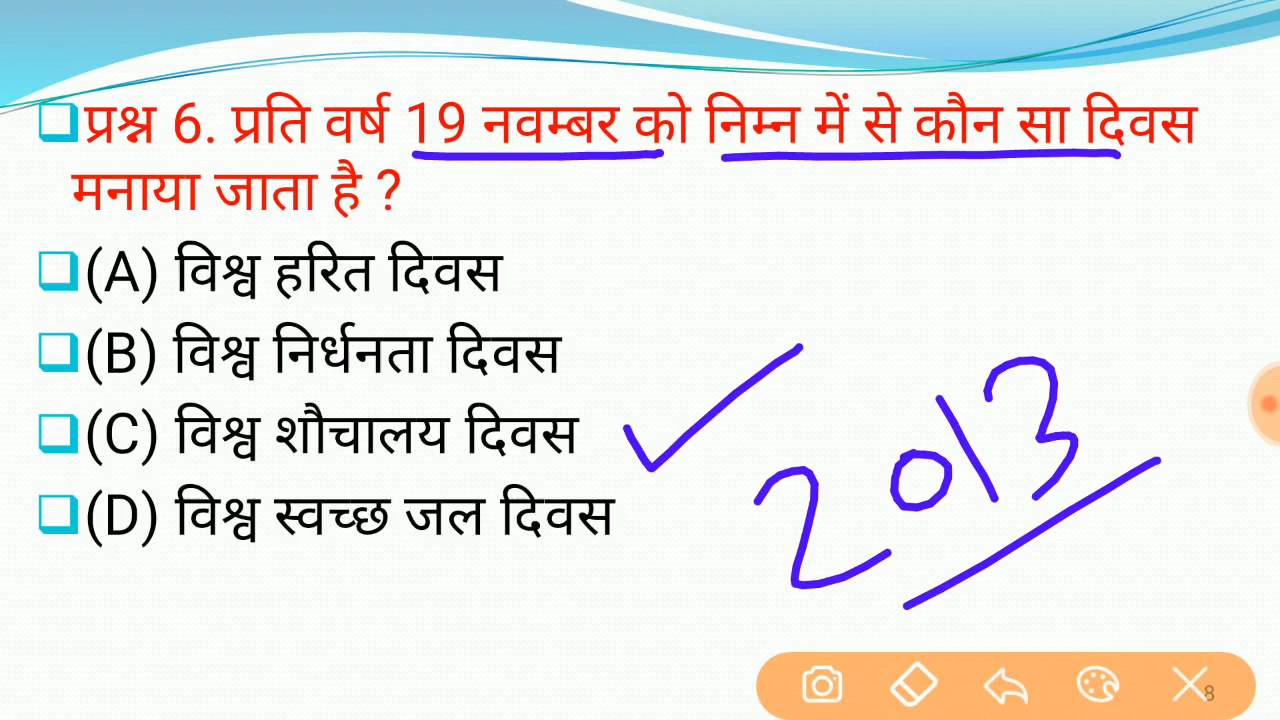 प्रश्न 6. प्रति वर्ष 19 नवम्बर को निम्न में से कौन सा दिवस
मनाया जाता है ?
(A) विश्व हरित दिवस
(B) विश्व निर्धनता दिवस
(C) विश्व शौचालय दिवस
(D) विश्व स्वच्छ जल दिवस
2013
8